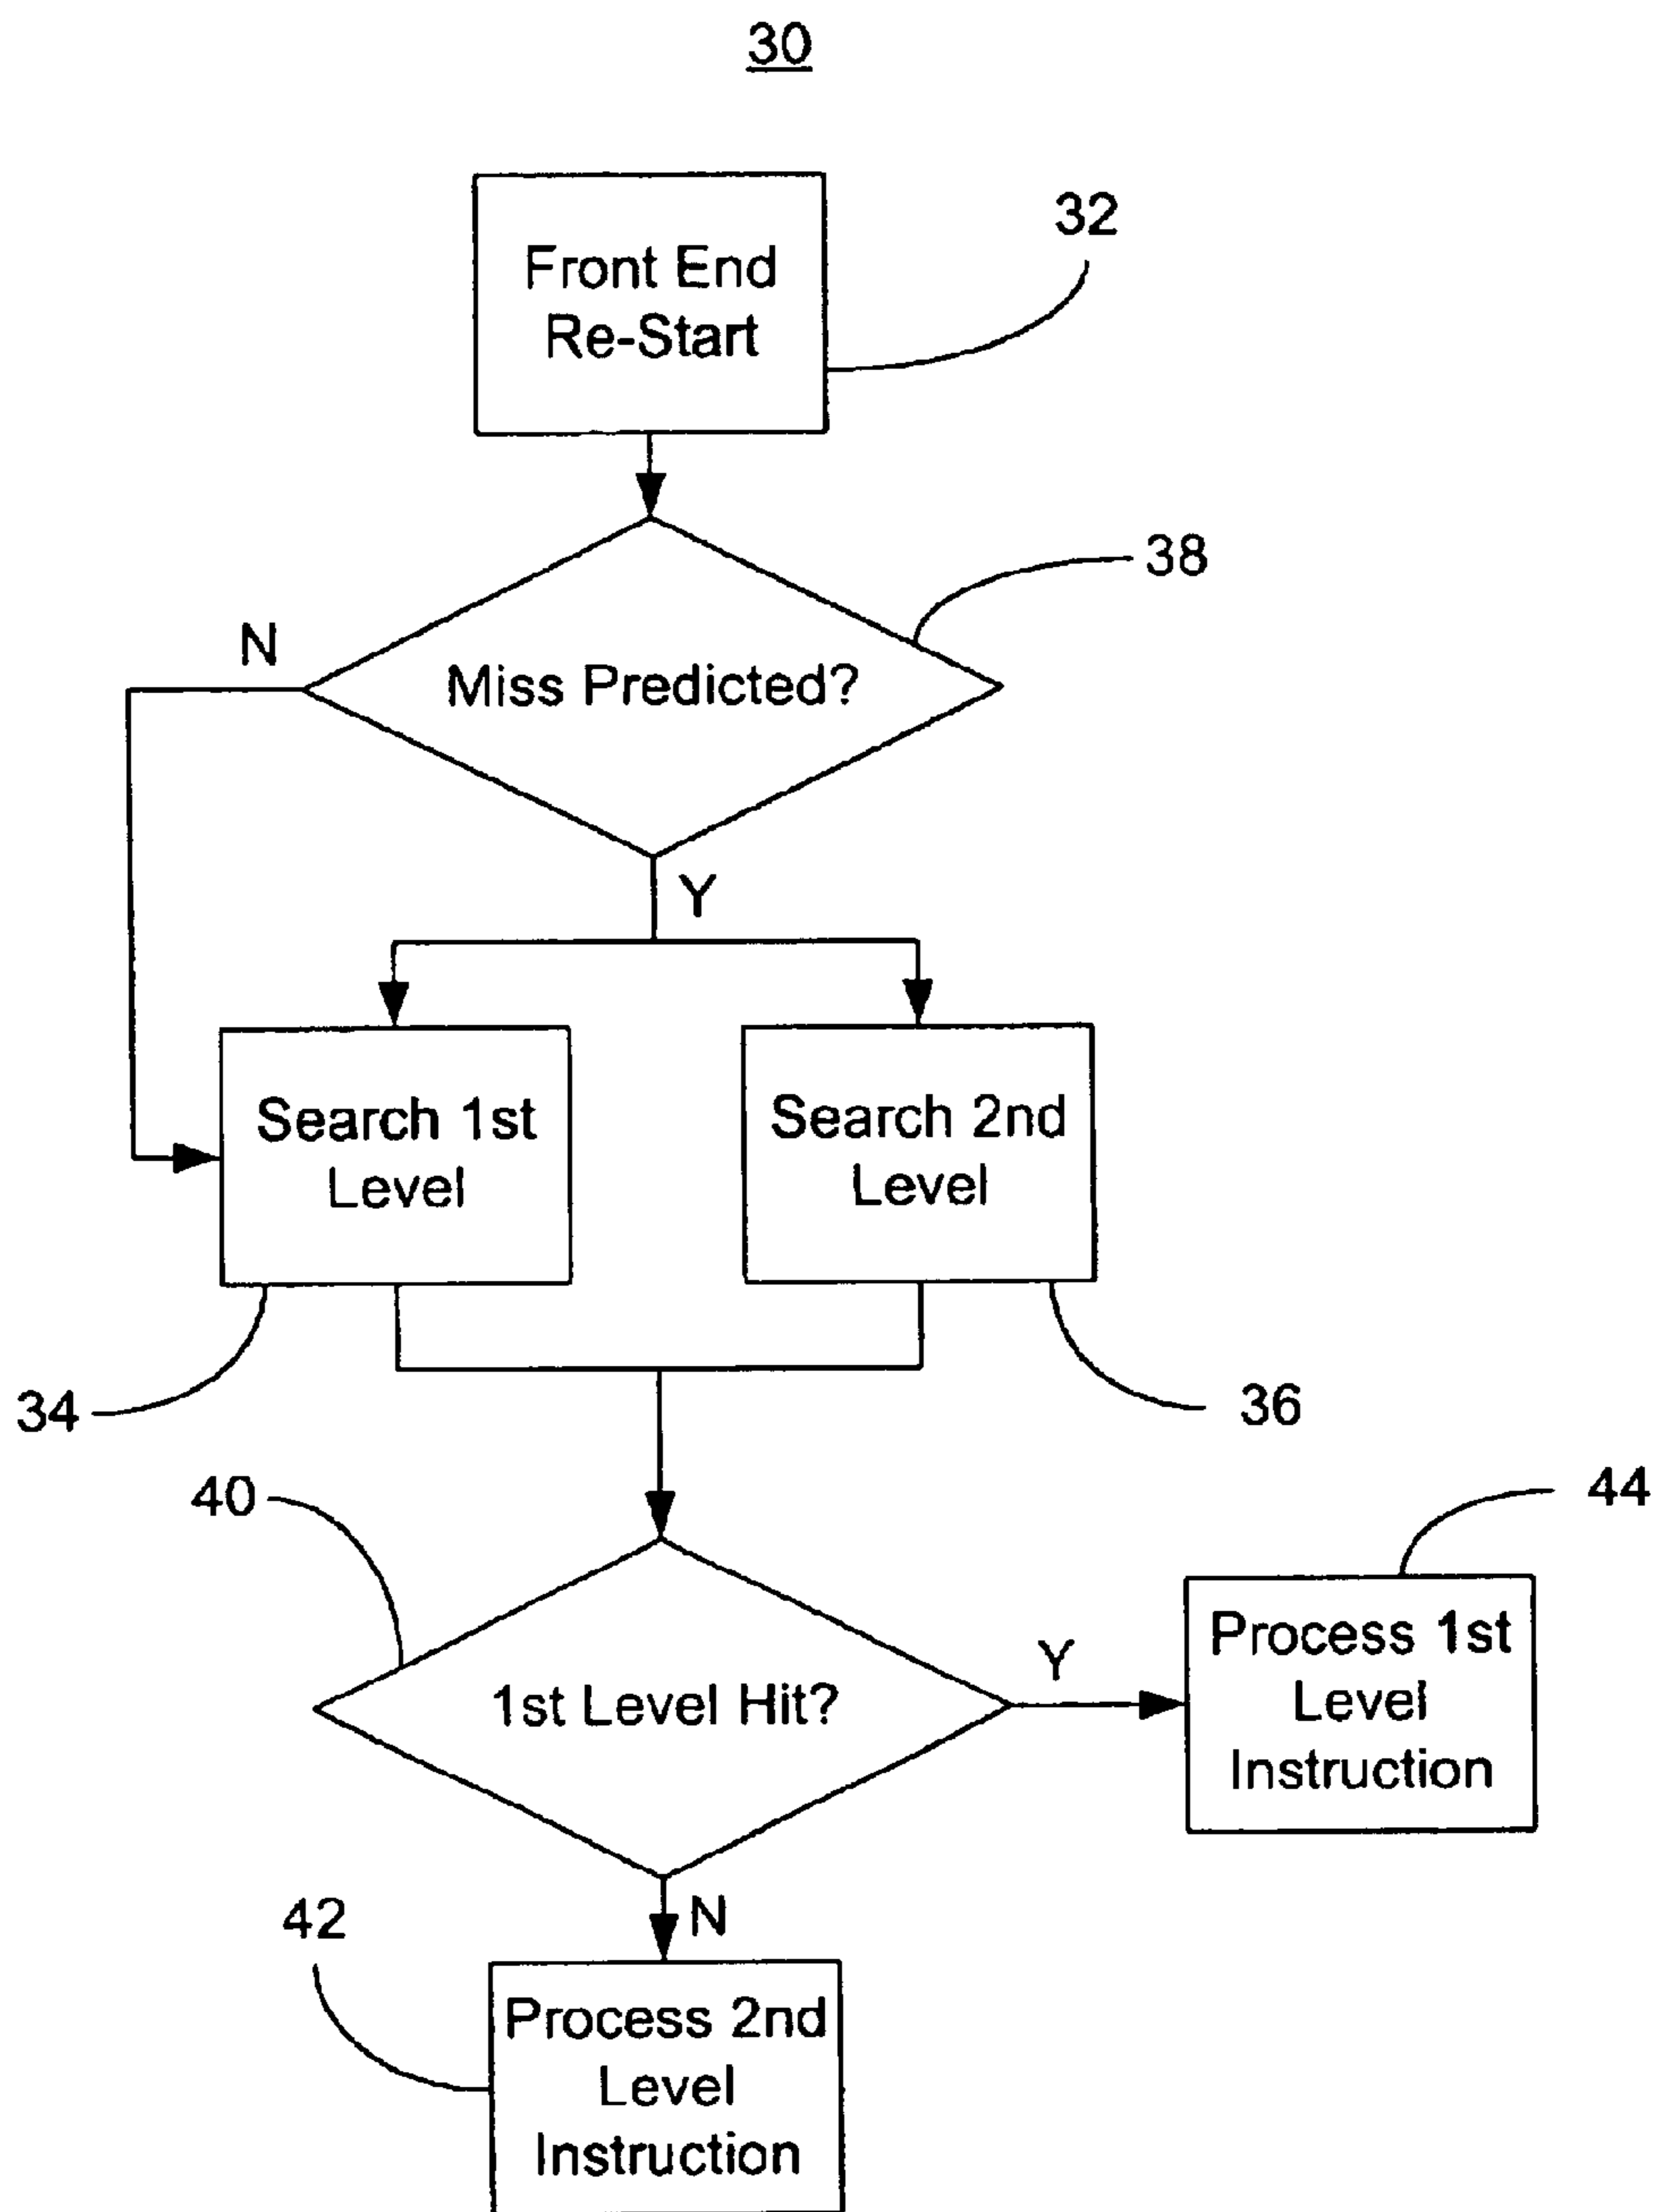 30
Front End
Re-Start
32
38
N
Miss Predicted?
Y
Search 1st
Level
Search 2nd
Level
34
36
40
44
1st Level Hit?
Y
Process 1st
Level
Instruction
N
42
Process 2nd
Level
Instruction